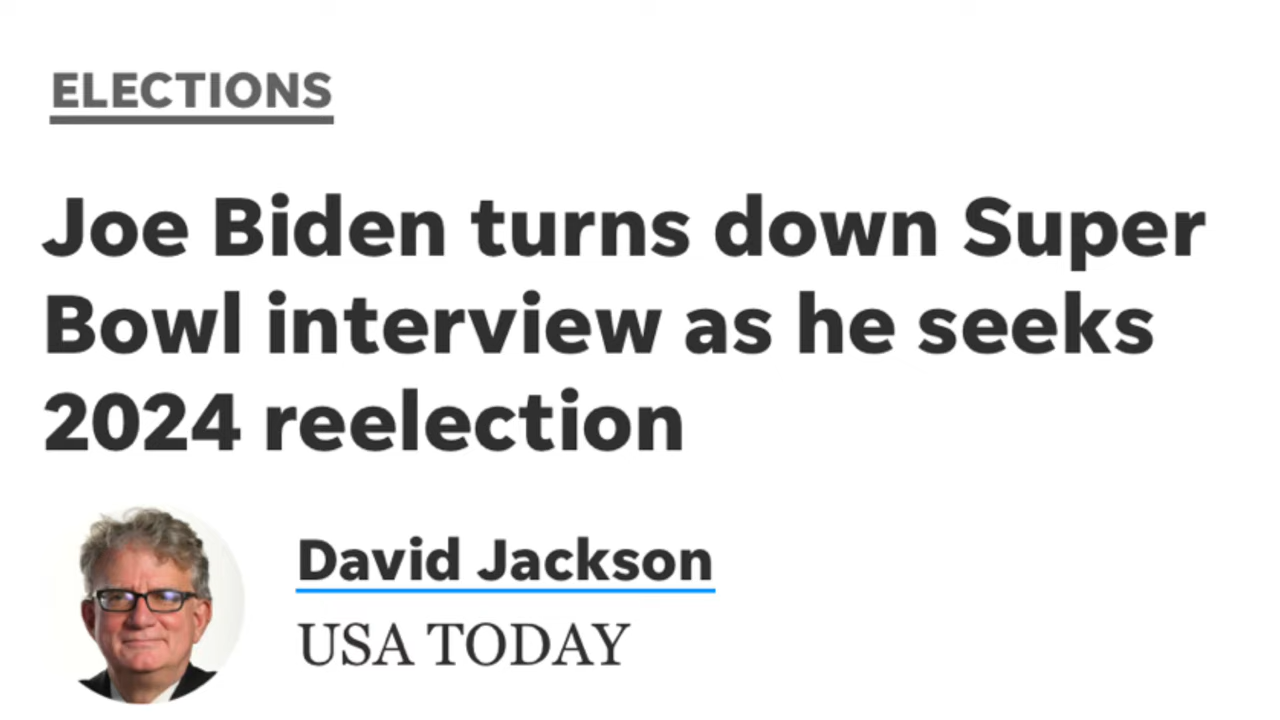 ELECTIONS
Joe Biden turns down Super
Bowl interview as he seeks
2024 reelection
David Jackson
USA TODAY